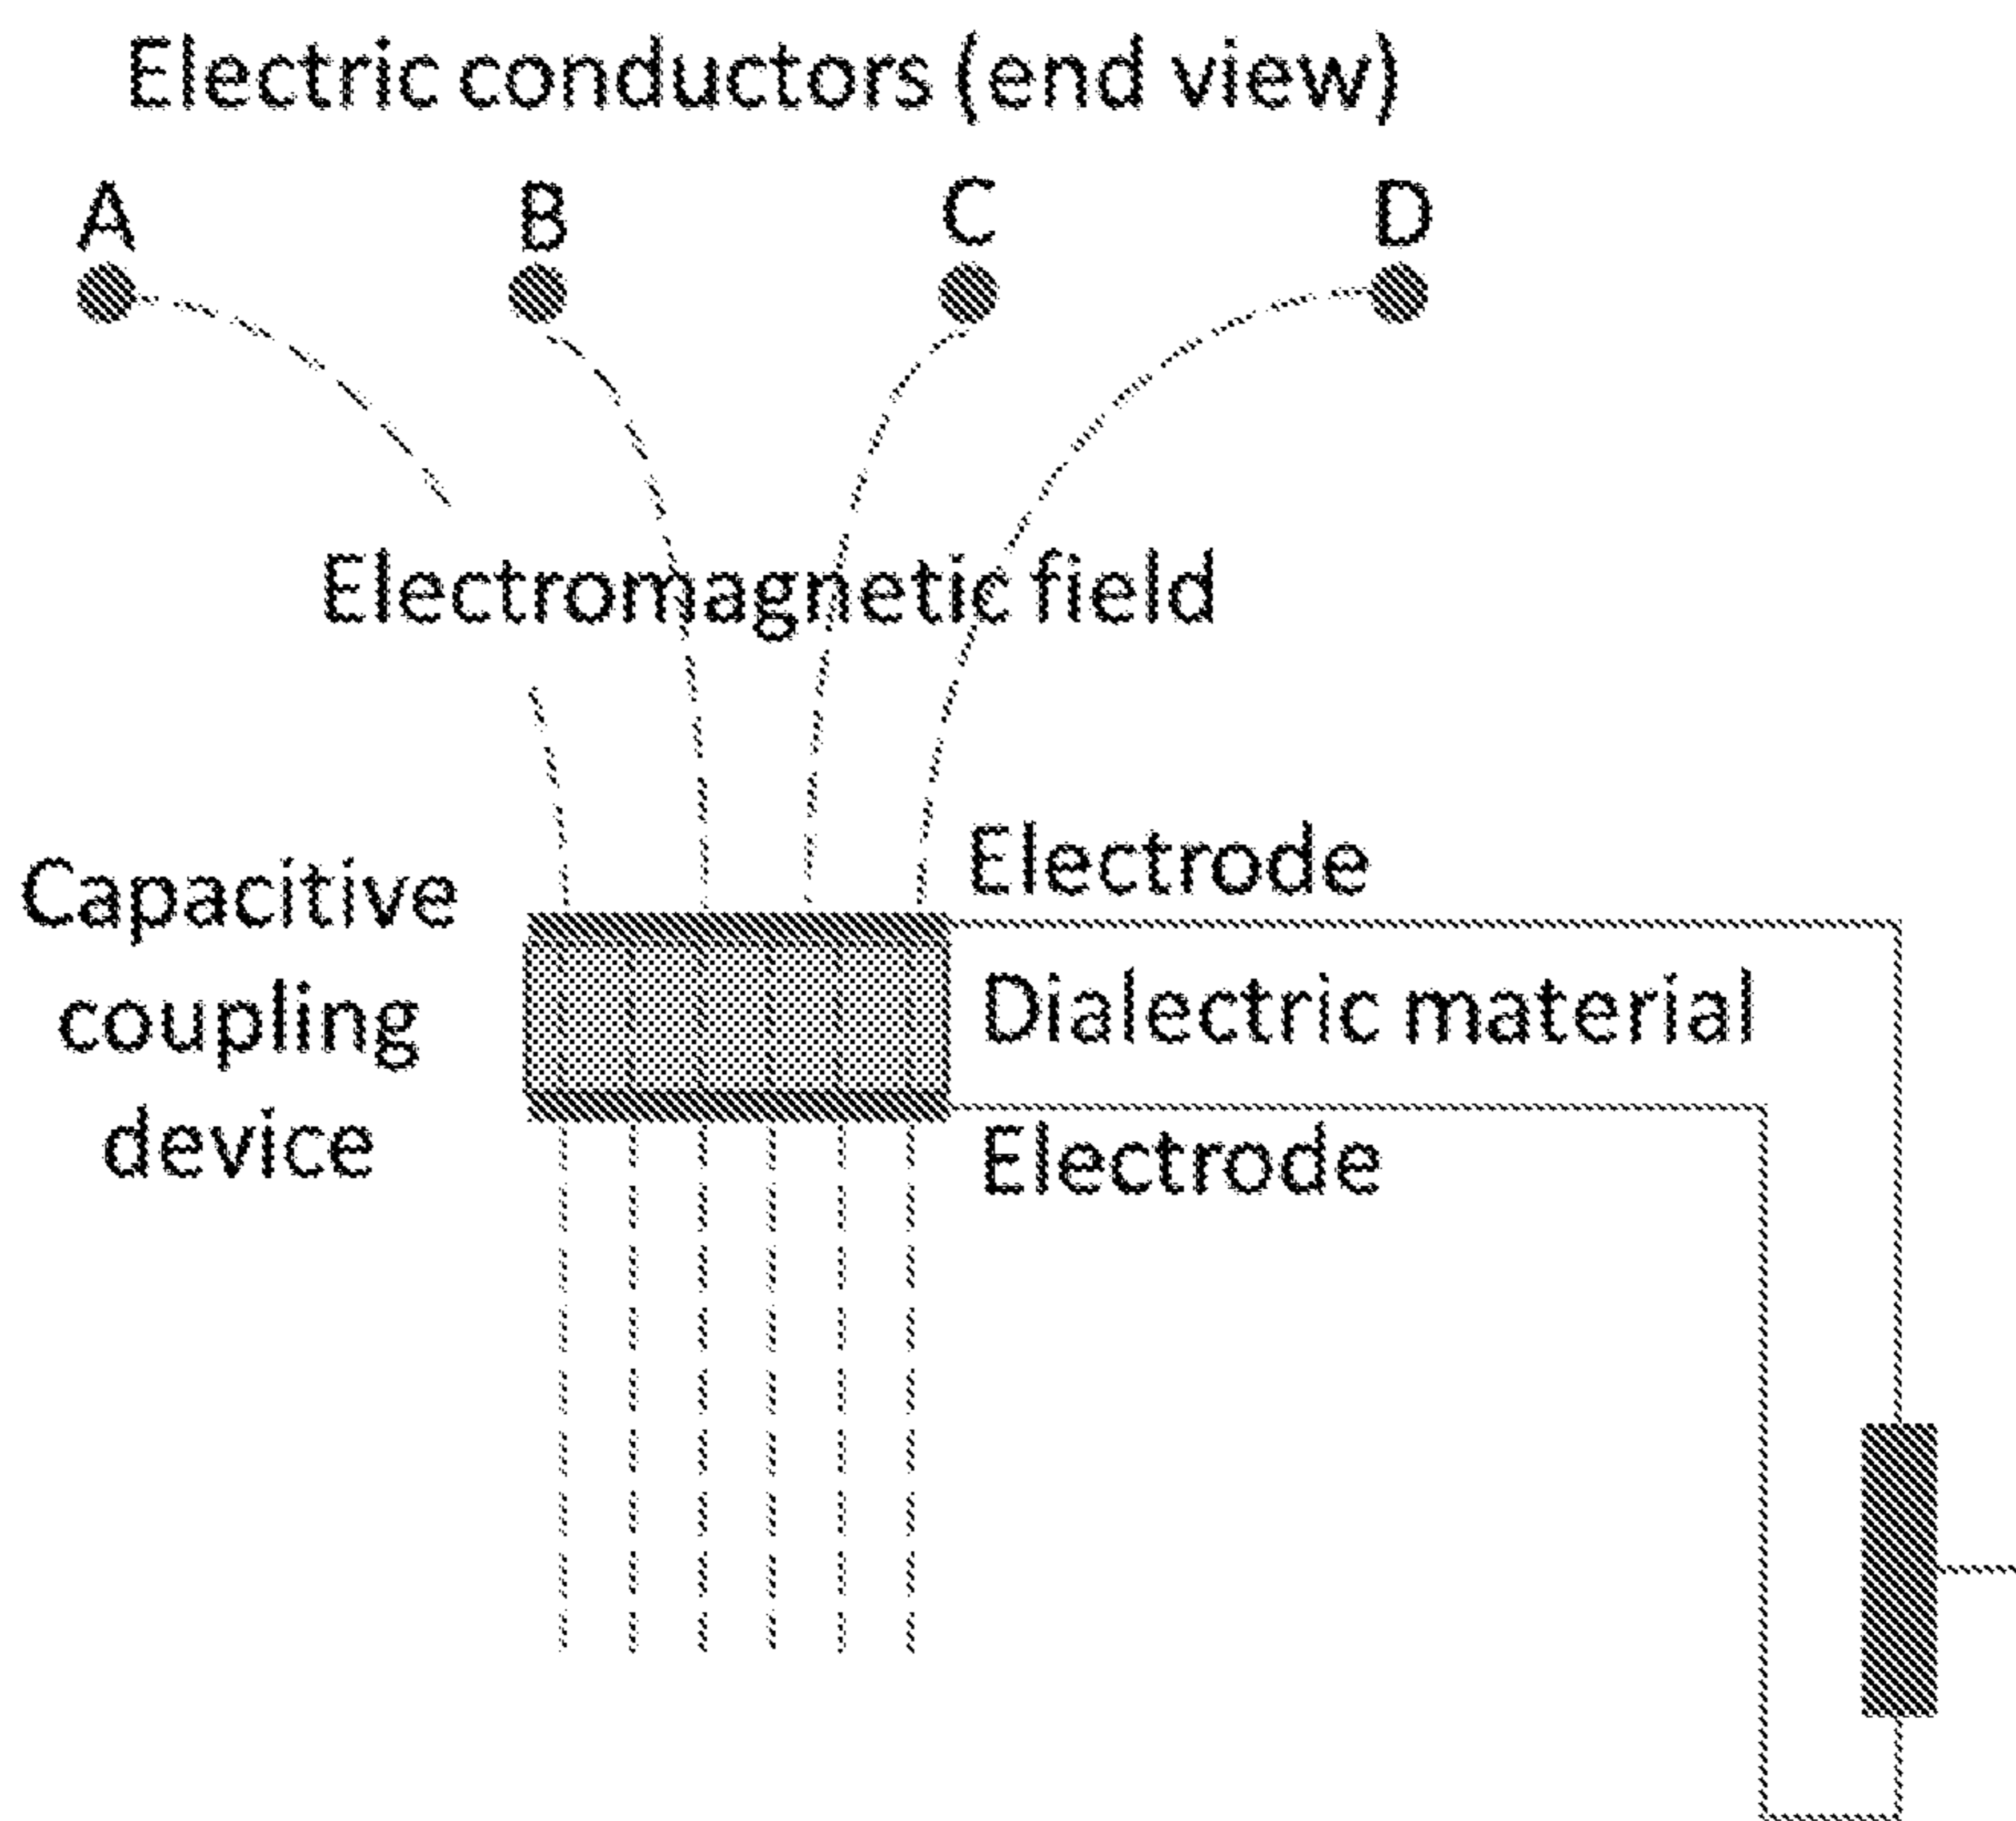 Electric conductors (end view)
A B C D
Electromagnetic field
Capacitive
coupling
device
Electrode
Dialectric material
Electrode